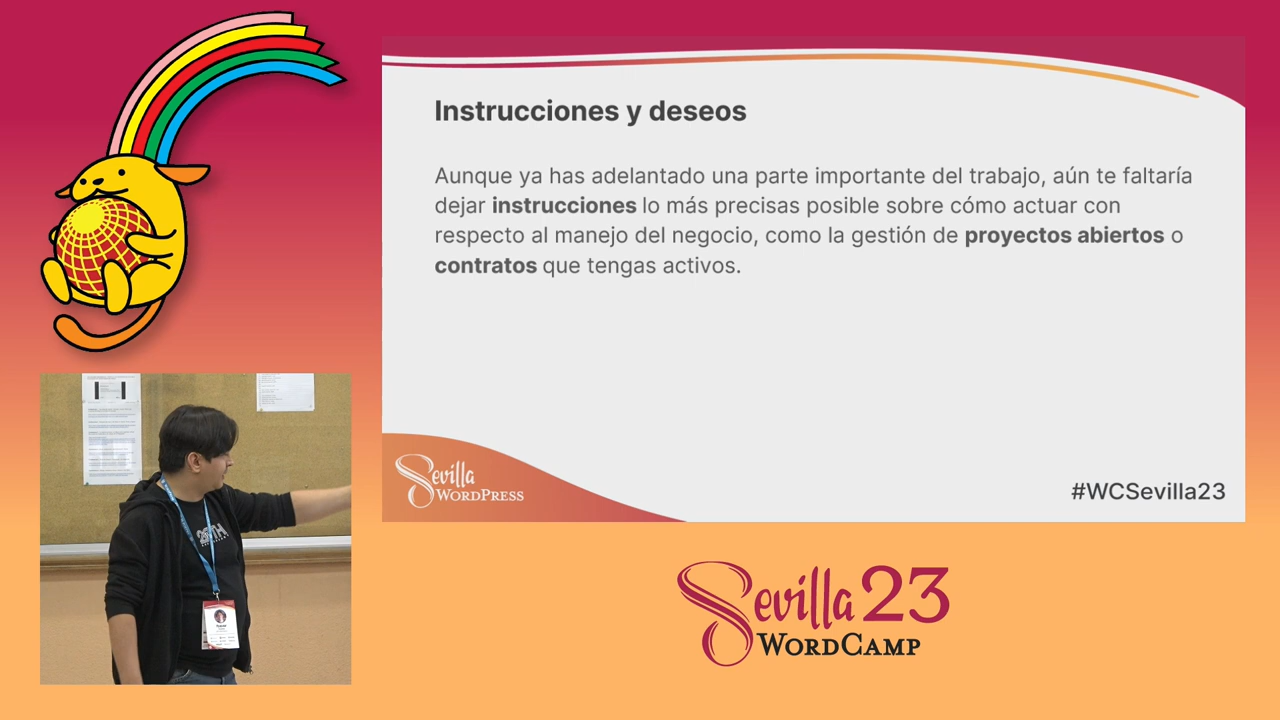 Instrucciones y deseos
Aunque ya has adelantado una parte importante del trabajo, aún te faltaría
dejar instrucciones lo más precisas posible sobre cómo actuar con
respecto al manejo del negocio, como la gestión de proyectos abiertos o
contratos que tengas activos.
Sevilla
WORDPRESS
#WCSevilla23
Sevilla 23
WORDCAMP